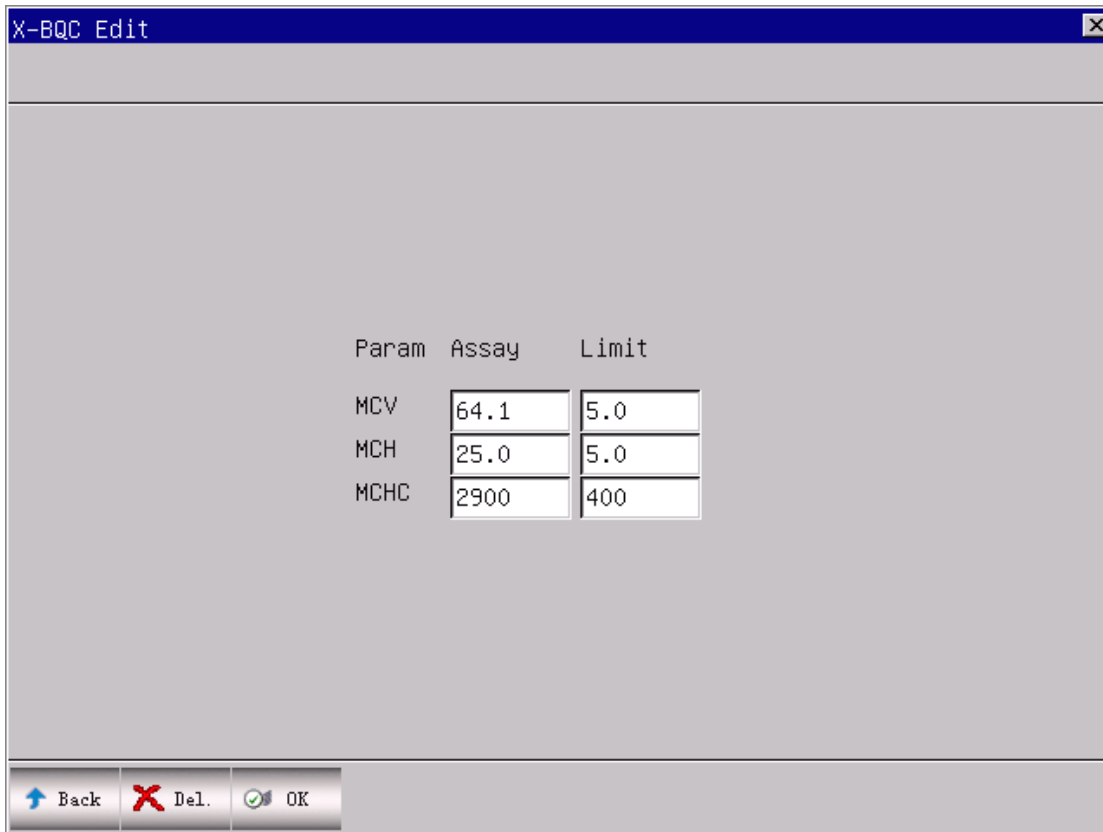 X-BQC Edit
Param Assay Limit
MCV 64.1 5.0
MCH 25.0 5.0
MCHC 2900 400
Back Del. OK